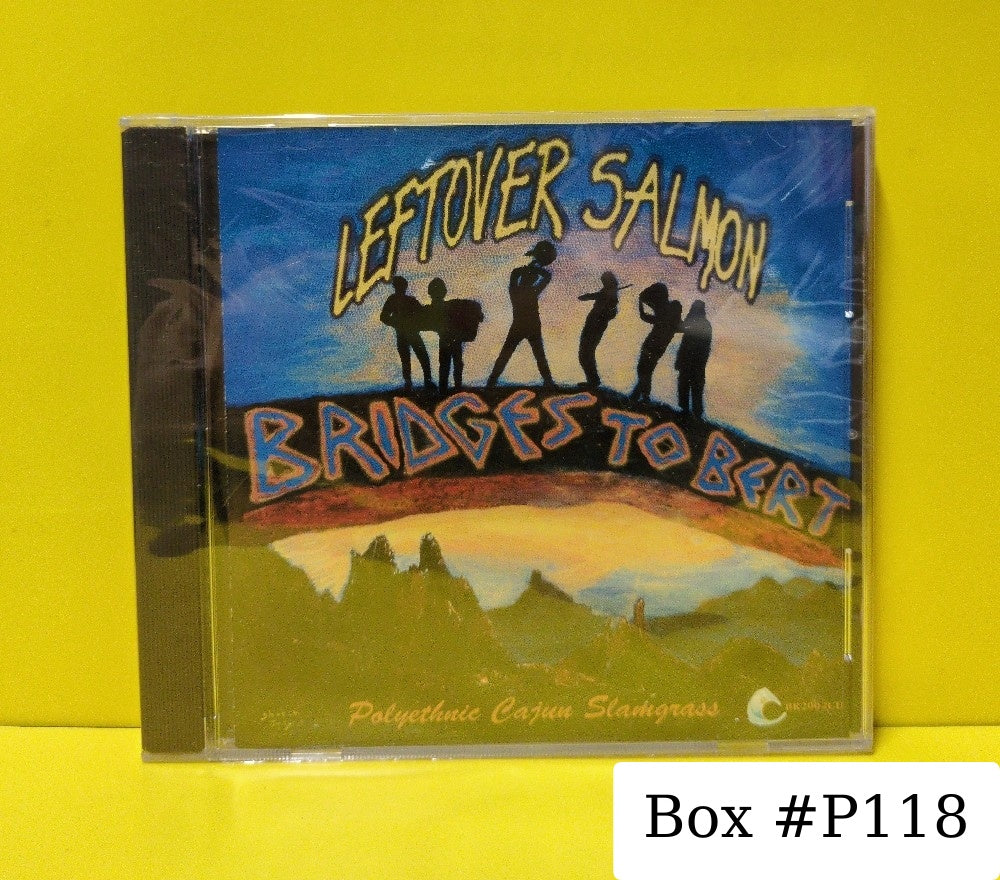 LEFTOVER SALMON
BRIDGES TO BERT
Polyethnic Cajun Slamgrass
Box #P118